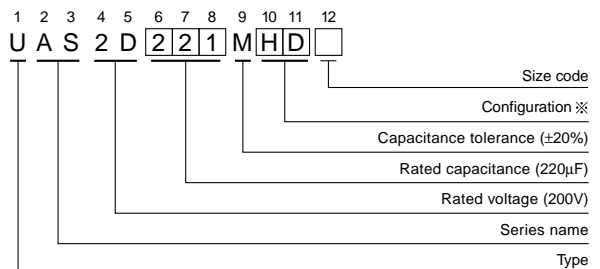 1 2 3 4 5 6 7 8 9 10 11 12
U A S 2 D 2 2 1 M H D
Size code
Configuration ※
Capacitance tolerance (±20%)
Rated capacitance (220µF)
Rated voltage (200V)
Series name
Type